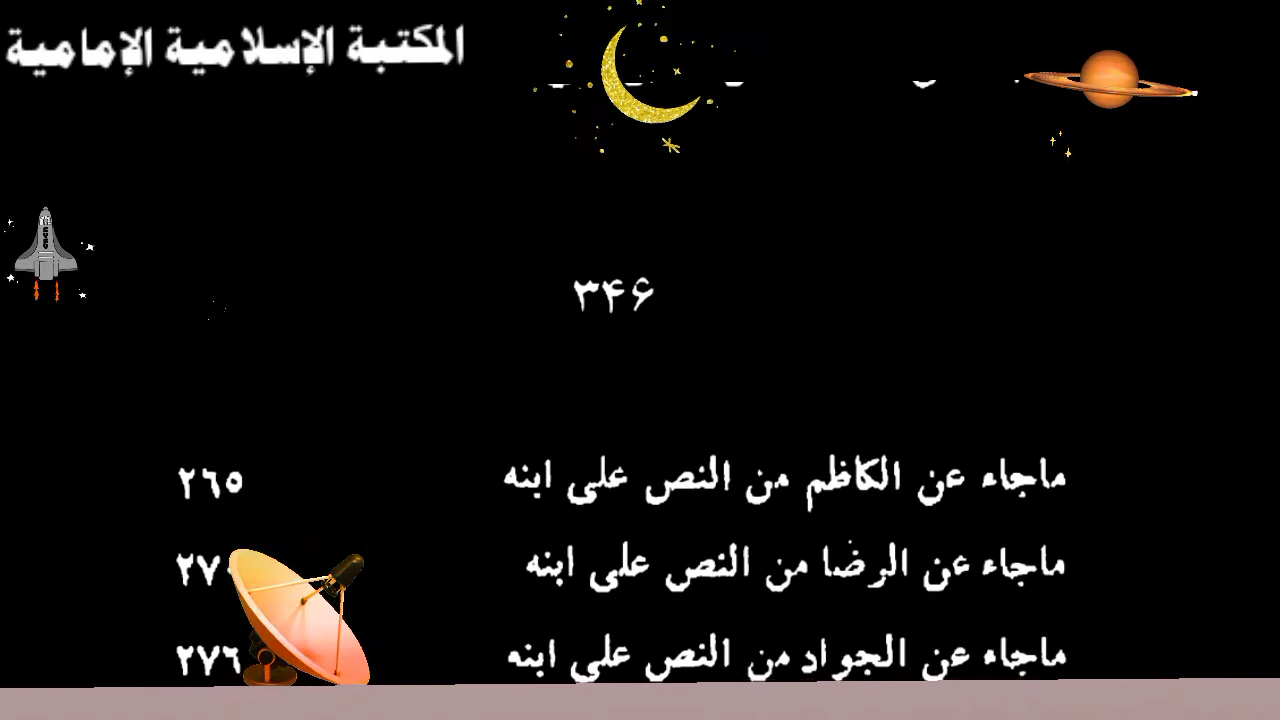 المكتبة الإسلامية الإمامية
۳۴۶
ماجاء عن الكاظم من النص على ابنه ٢٦٥
ماجاء عن الرضا من النص على ابنه
ماجاء عن الجواد من النص على ابنه ٢٧٦